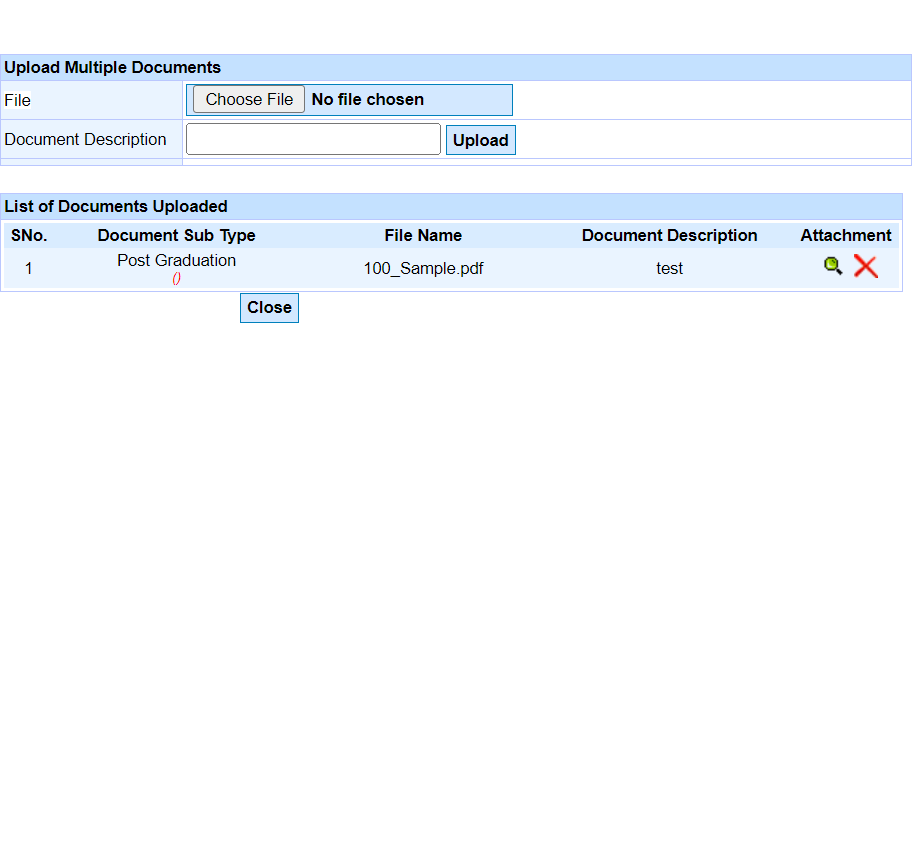 Upload Multiple Documents
File Choose File No file chosen
Document Description Upload
List of Documents Uploaded
SNo. Document Sub Type File Name Document Description Attachment
1 Post Graduation 100_Sample.pdf test
()
Close